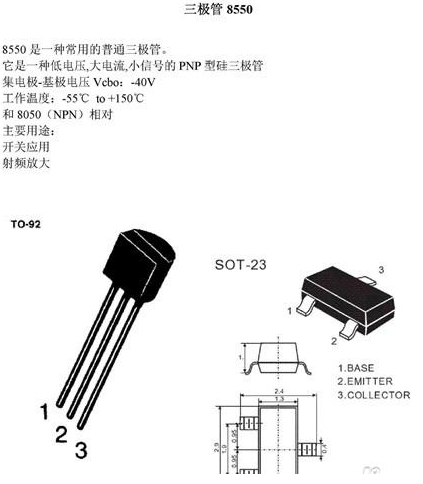 三极管 8550
8550 是一种常用的普通三极管。
它是一种低电压,大电流,小信号的 PNP 型硅三极管
集电极-基极电压 Vcbo：-40V
工作温度：-55℃ to +150℃
和 8050（NPN）相对
主要用途：
开关应用
射频放大
TO-92
SOT-23
3
1
2
1.BASE
2.EMITTER
3.COLLECTOR
1
2
3
1.
2.4
1.3
2.9
1.9
0.95
0.95
0.4